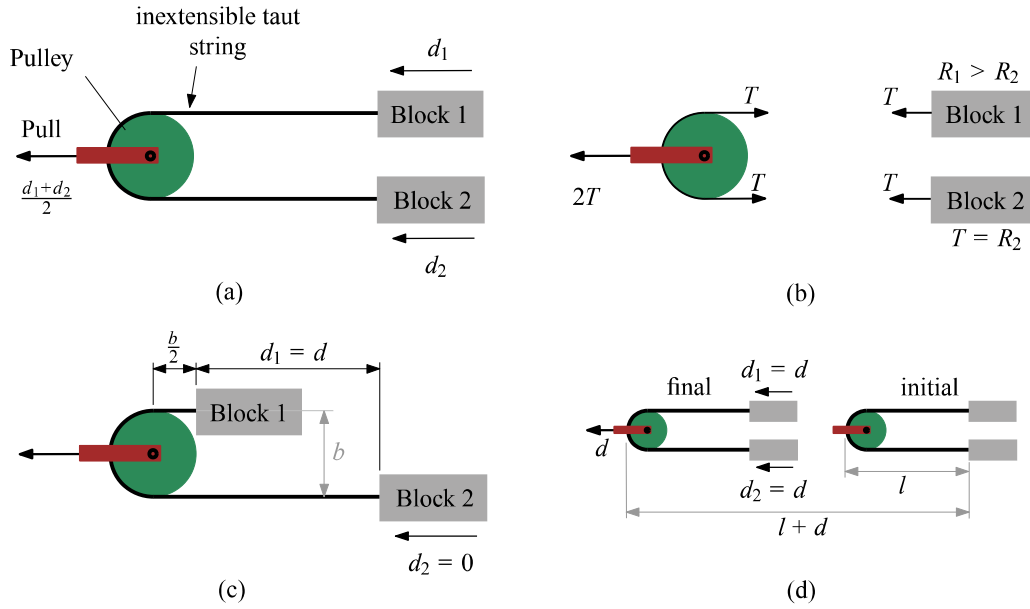 inextensible taut
string
Pulley
d₁
Block 1
Pull
(d₁+d₂)/2
Block 2
d₂
(a)
R₁ > R₂
T
T
Block 1
2T
T
T
Block 2
T = R₂
(b)
b/2
d₁ = d
Block 1
b
Block 2
d₂ = 0
(c)
d₁ = d
final
initial
d
d₂ = d
l
l + d
(d)